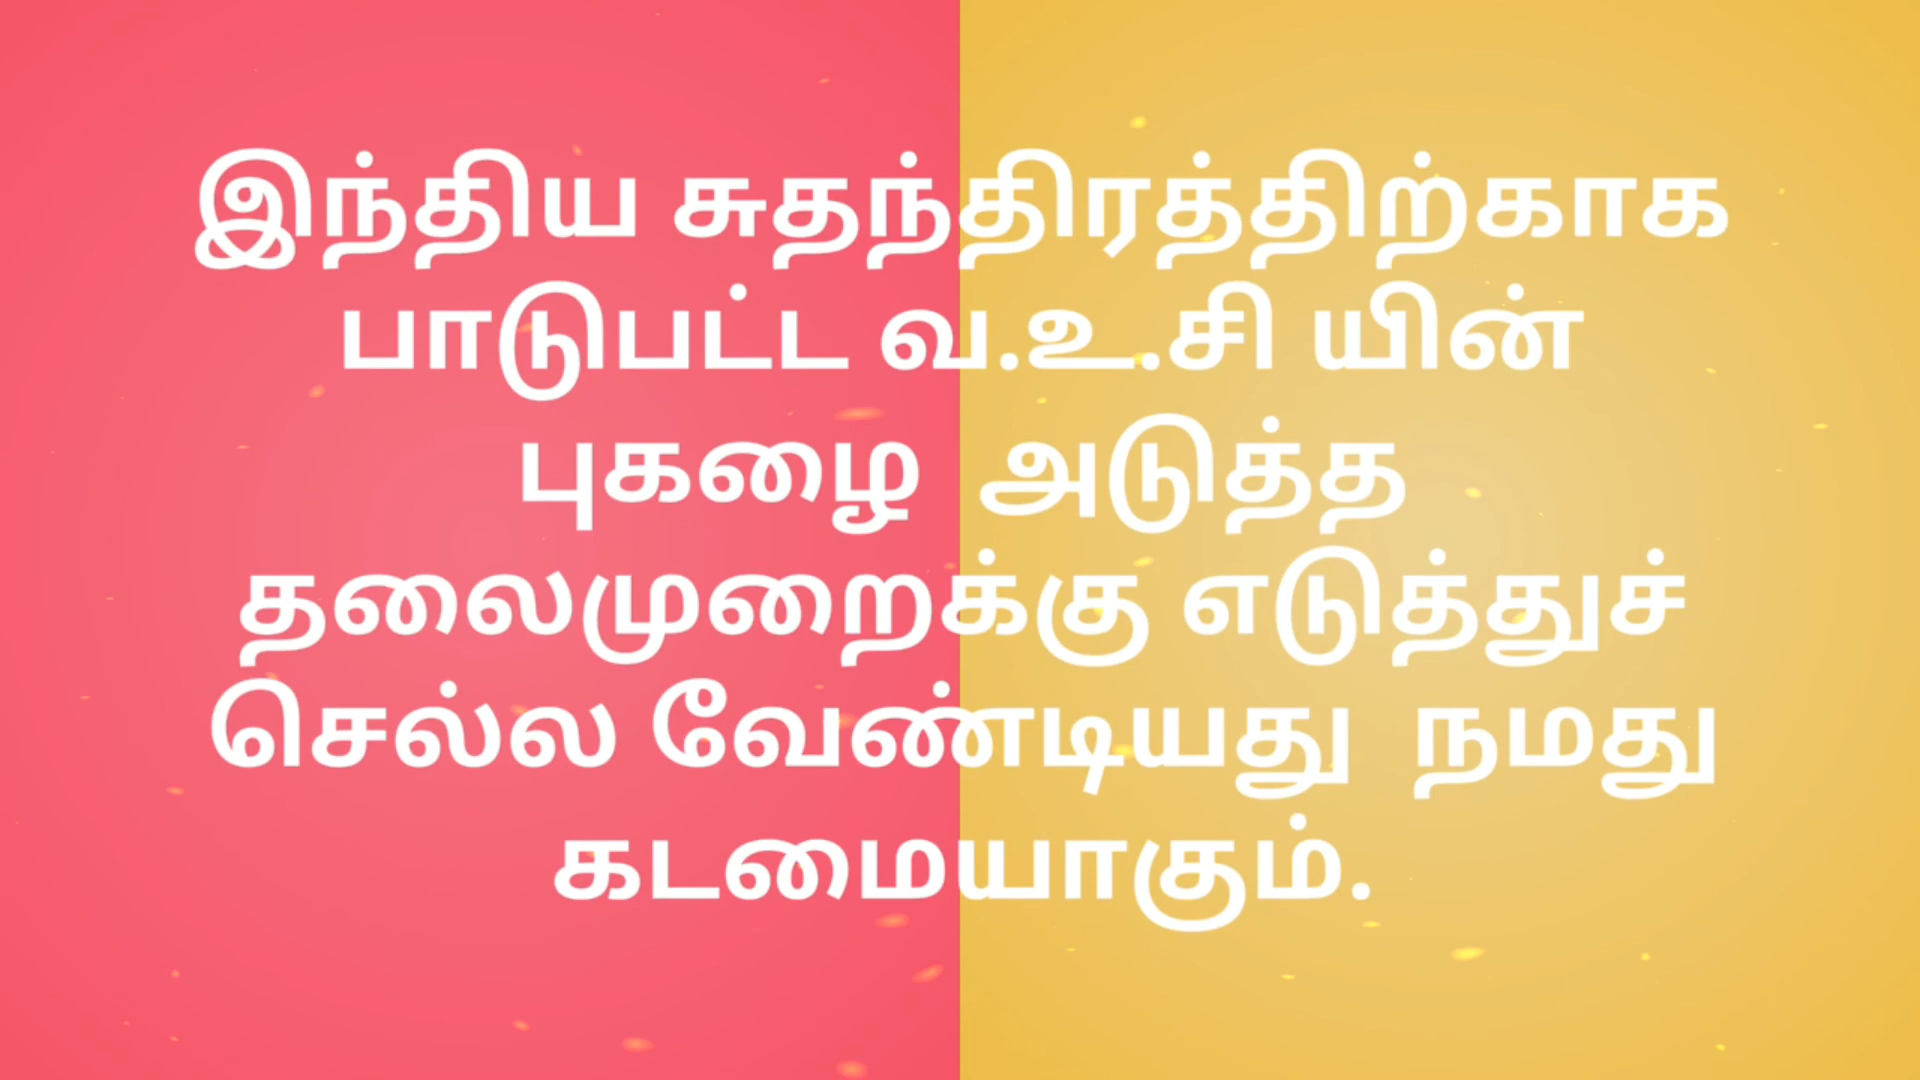 இந்திய சுதந்திரத்திற்காக
பாடுபட்ட வ.உ.சி யின்
புகழை அடுத்த
தலைமுறைக்கு எடுத்துச்
செல்ல வேண்டியது நமது
கடமையாகும்.